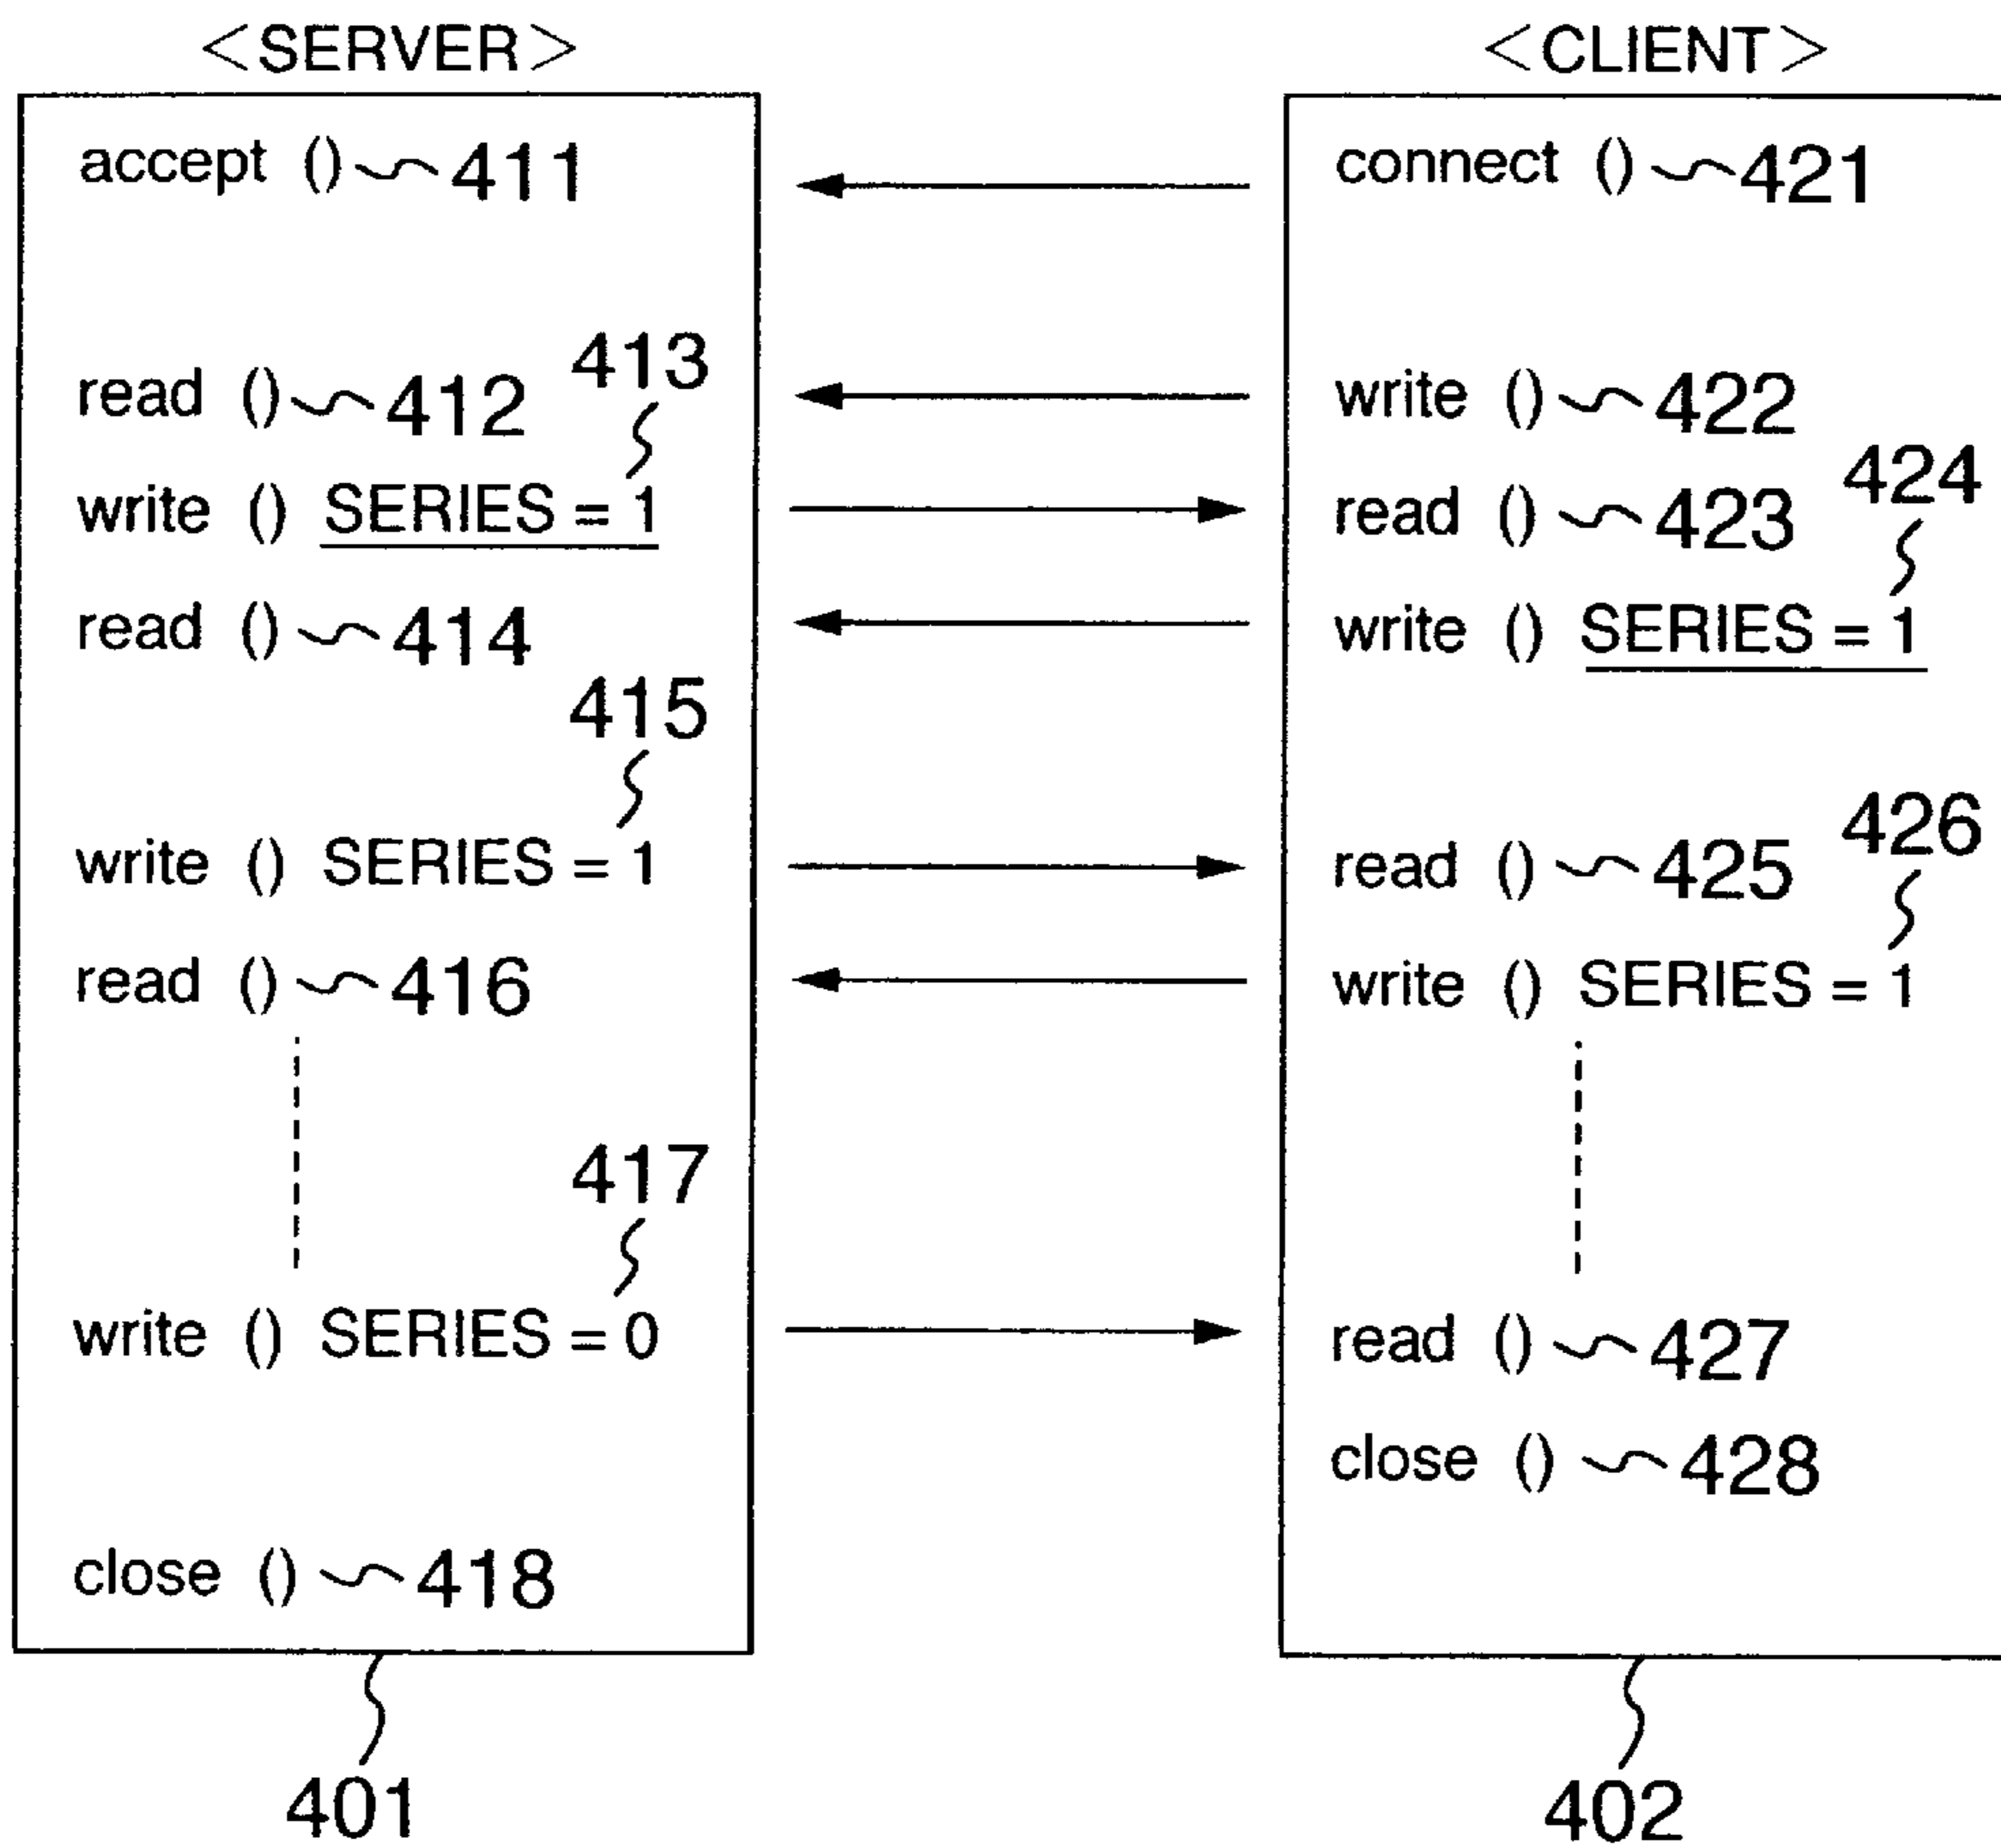 <SERVER>
accept () 411
413
read () 412
write () SERIES = 1
read () 414
415
write () SERIES = 1
read () 416
417
write () SERIES = 0
close () 418
401
<CLIENT>
connect () 421
write () 422
424
read () 423
write () SERIES = 1
426
read () 425
write () SERIES = 1
read () 427
close () 428
402